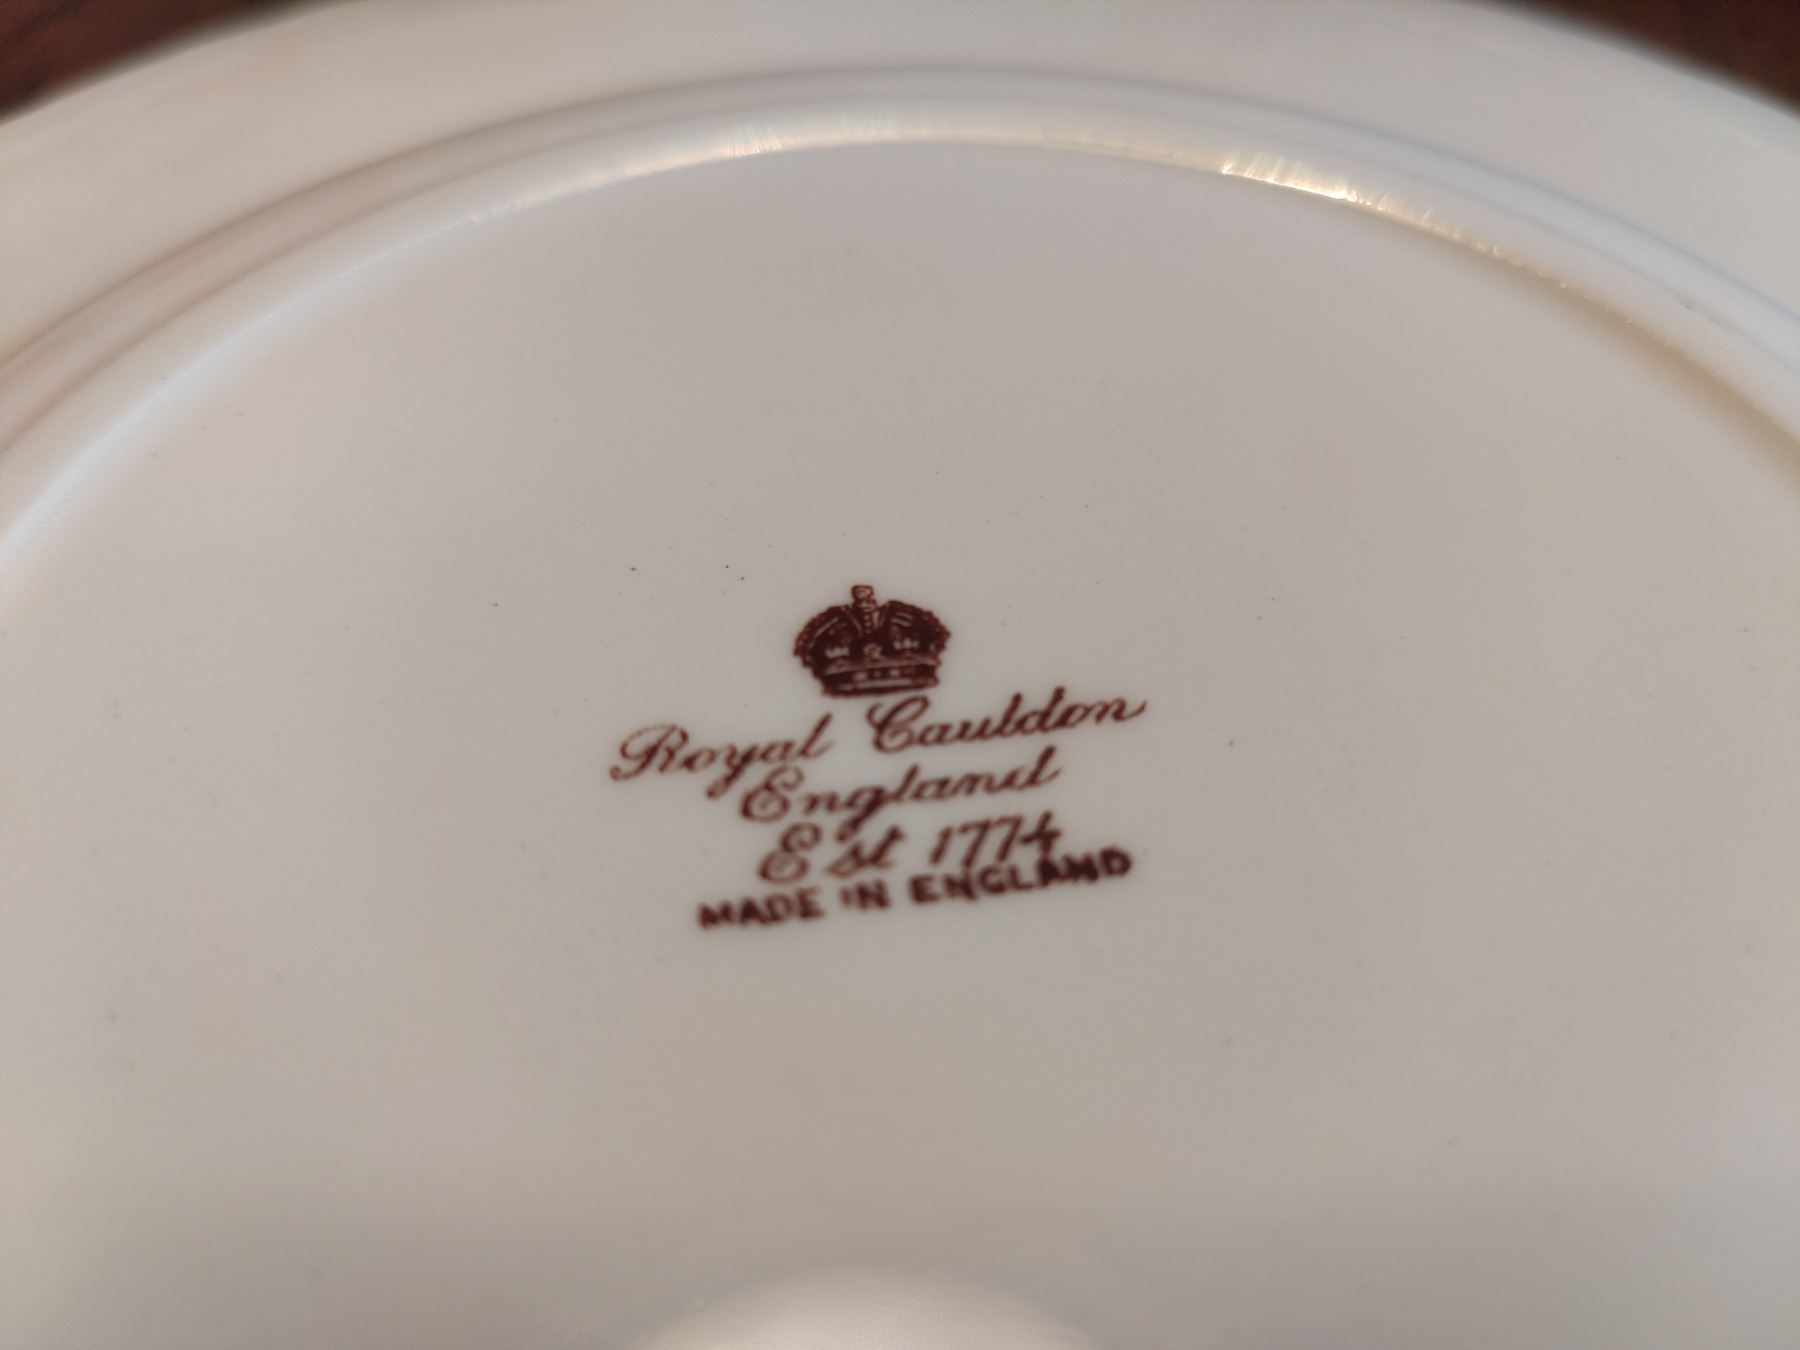 Royal Cauldon
England
Est 1774
MADE IN ENGLAND